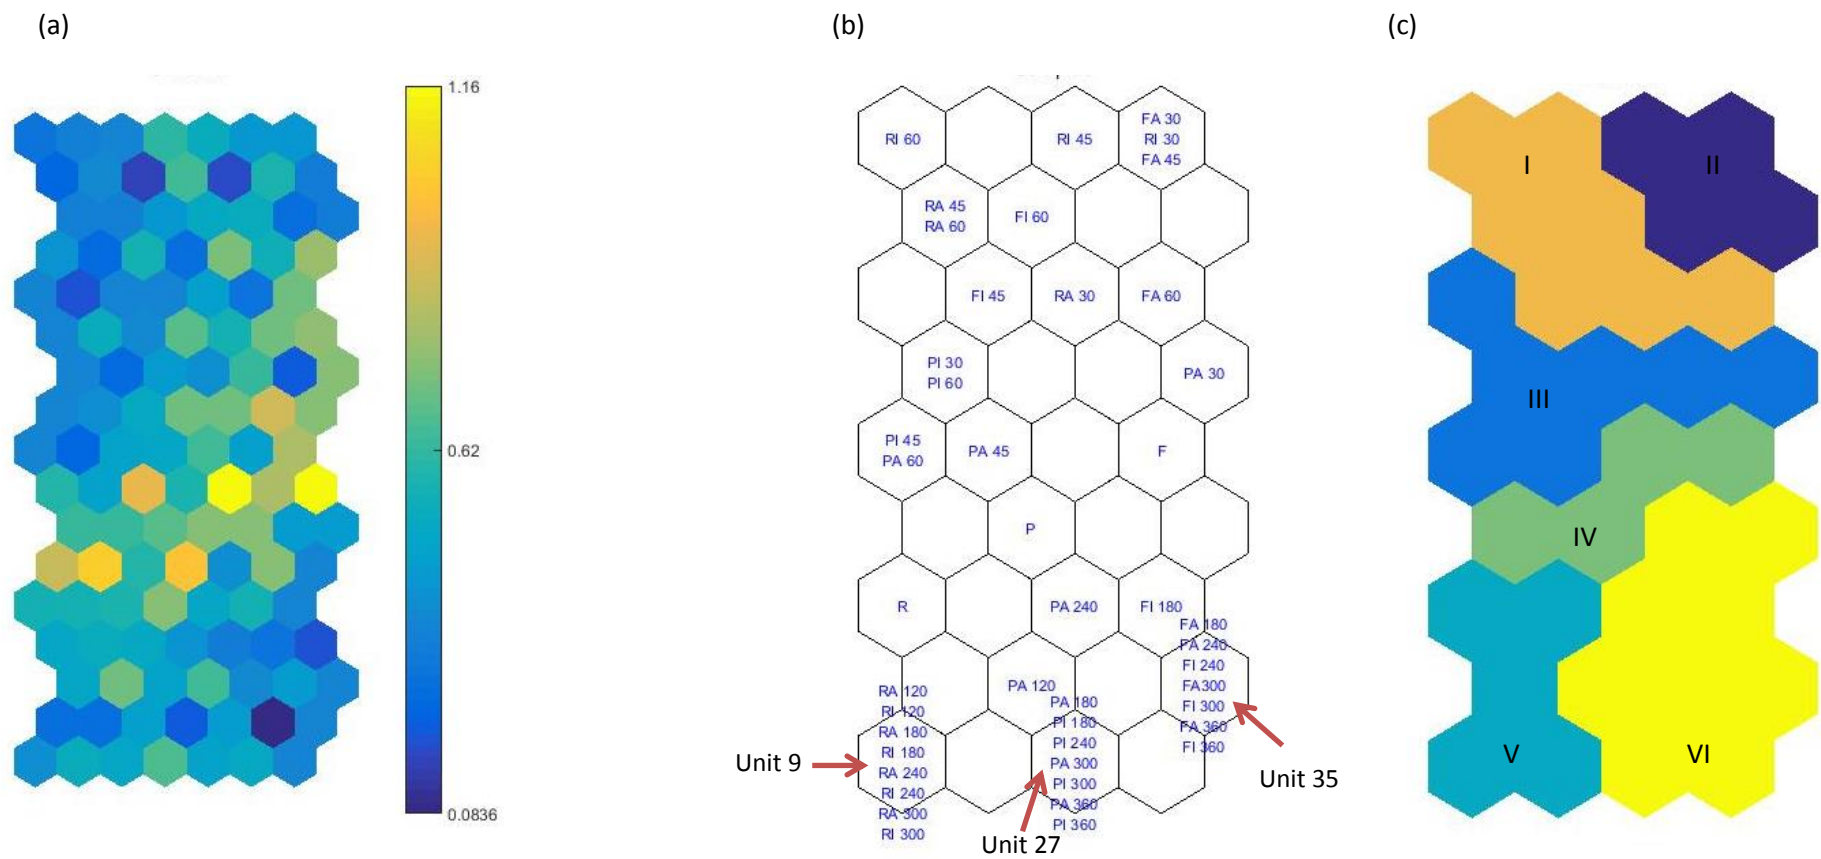 (a)
(b)
(c)
1.16
0.62
0.0836
RI 60
RI 45
FA 30
RI 30
FA 45
RA 45
RA 60
FI 60
FI 45
RA 30
FA 60
PI 30
PI 60
PA 30
PI 45
PA 60
PA 45
F
P
R
PA 240
FI 180
FA 180
FA 240
FI 240
FA300
FI 300
FA 360
FI 360
PA 120
RA 120
RI 120
RA 180
RI 180
RA 240
RI 240
RA 300
RI 300
PA 180
PI 180
PI 240
PA 300
PI 300
PA 360
PI 360
Unit 9
Unit 27
Unit 35
I
II
III
IV
V
VI